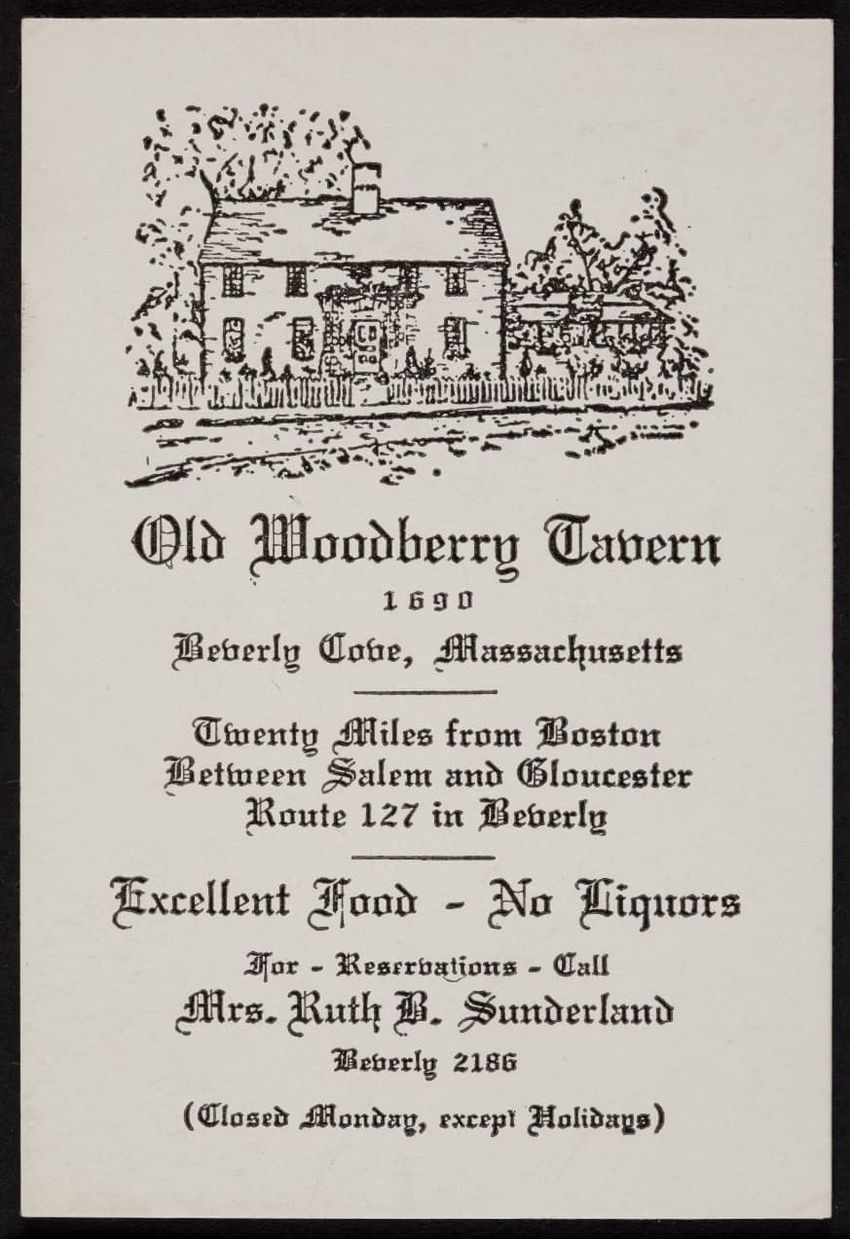 Old Woodberry Tavern
1690
Beverly Cove, Massachusetts
Twenty Miles from Boston
Between Salem and Gloucester
Route 127 in Beverly
Excellent Food - No Liquors
For - Reservations - Call
Mrs. Ruth B. Sunderland
Beverly 2186
(Closed Monday, except Holidays)